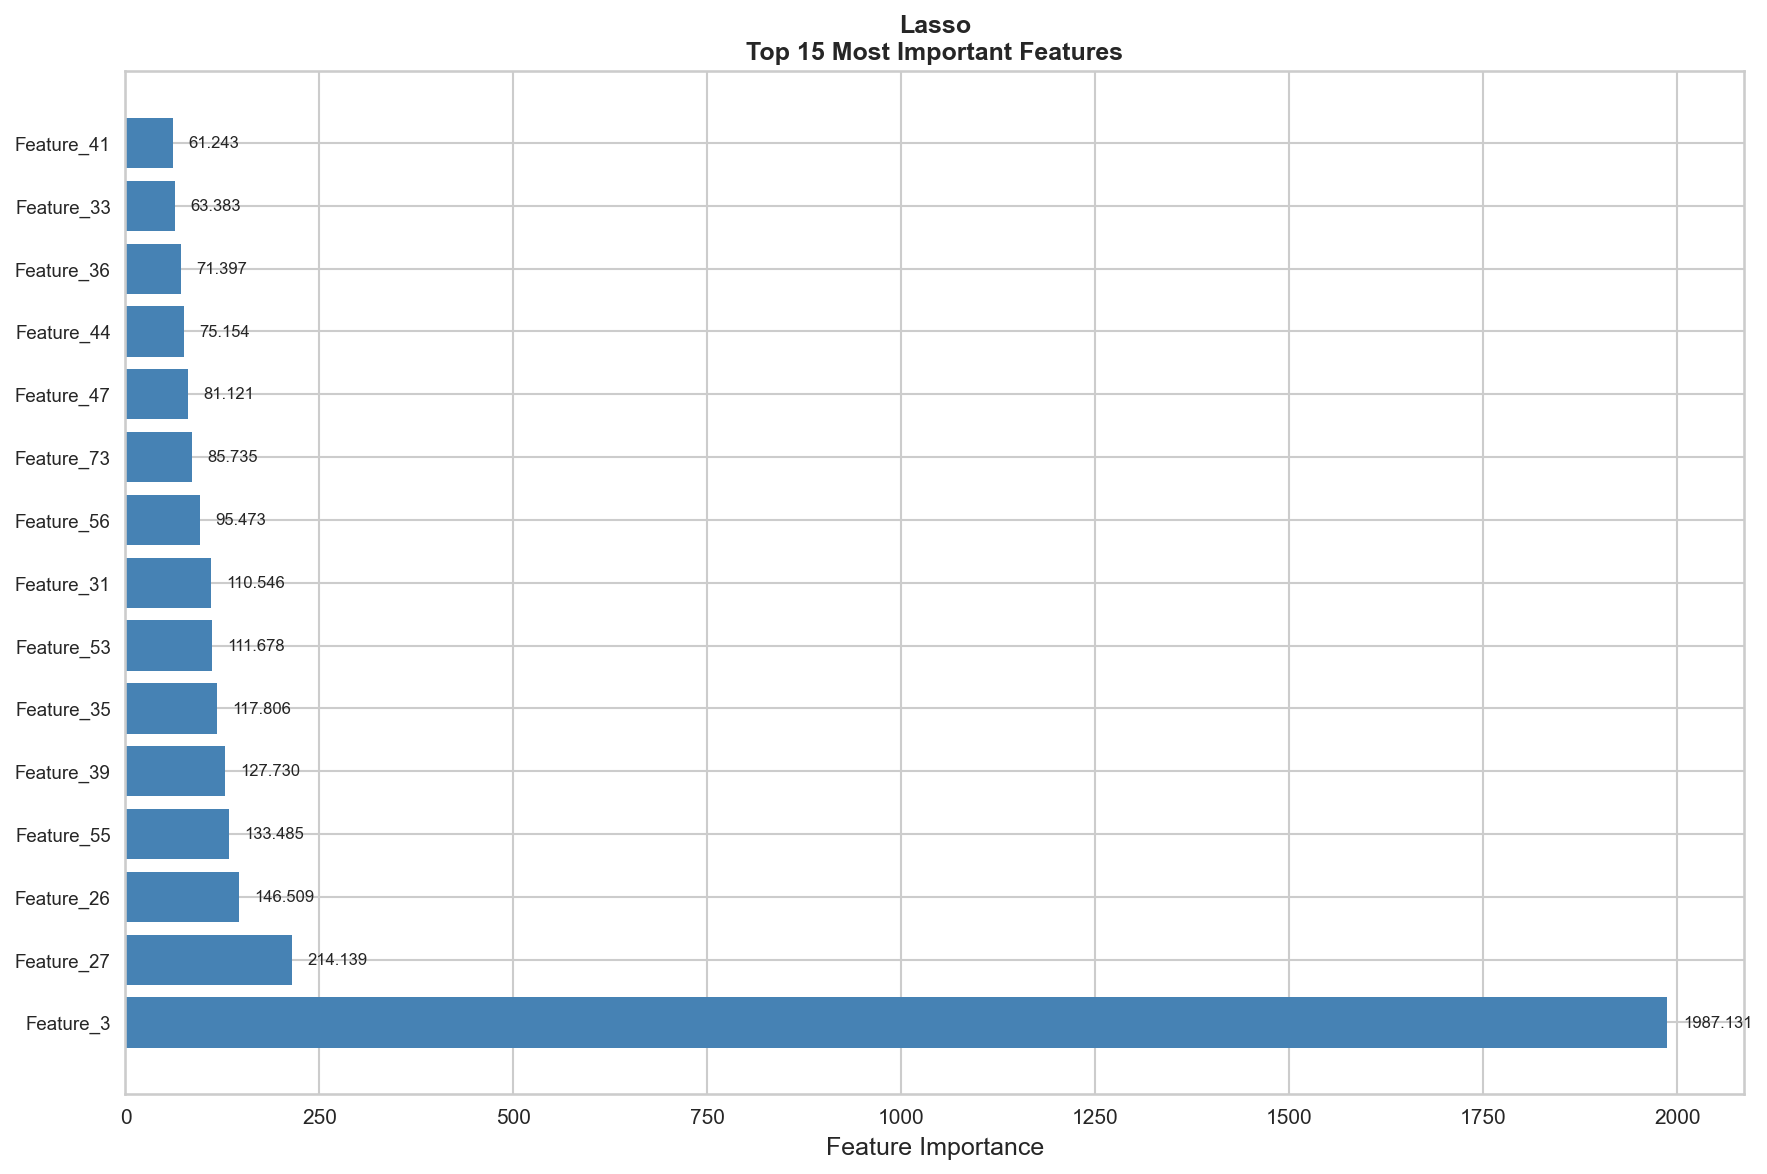 Lasso
Top 15 Most Important Features
Feature_41 61.243
Feature_33 63.383
Feature_36 71.397
Feature_44 75.154
Feature_47 81.121
Feature_73 85.735
Feature_56 95.473
Feature_31 110.546
Feature_53 111.678
Feature_35 117.806
Feature_39 127.730
Feature_55 133.485
Feature_26 146.509
Feature_27 214.139
Feature_3 1987.131
0 250 500 750 1000 1250 1500 1750 2000
Feature Importance